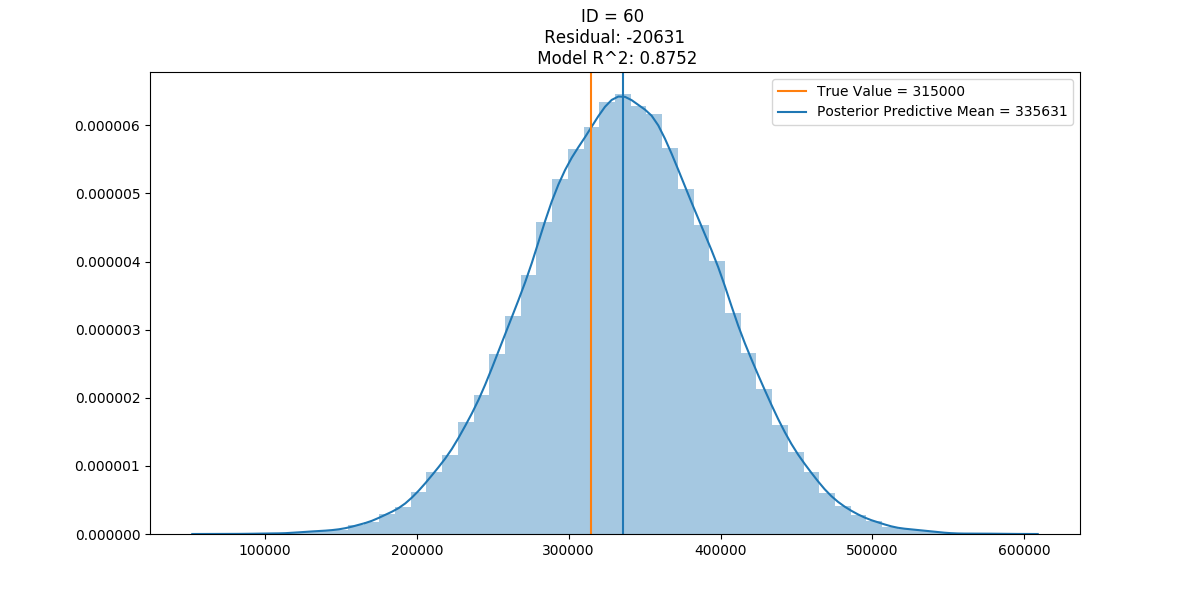 ID = 60
Residual: -20631
Model R^2: 0.8752
True Value = 315000
Posterior Predictive Mean = 335631
0.000006
0.000005
0.000004
0.000003
0.000002
0.000001
0.000000
100000 200000 300000 400000 500000 600000